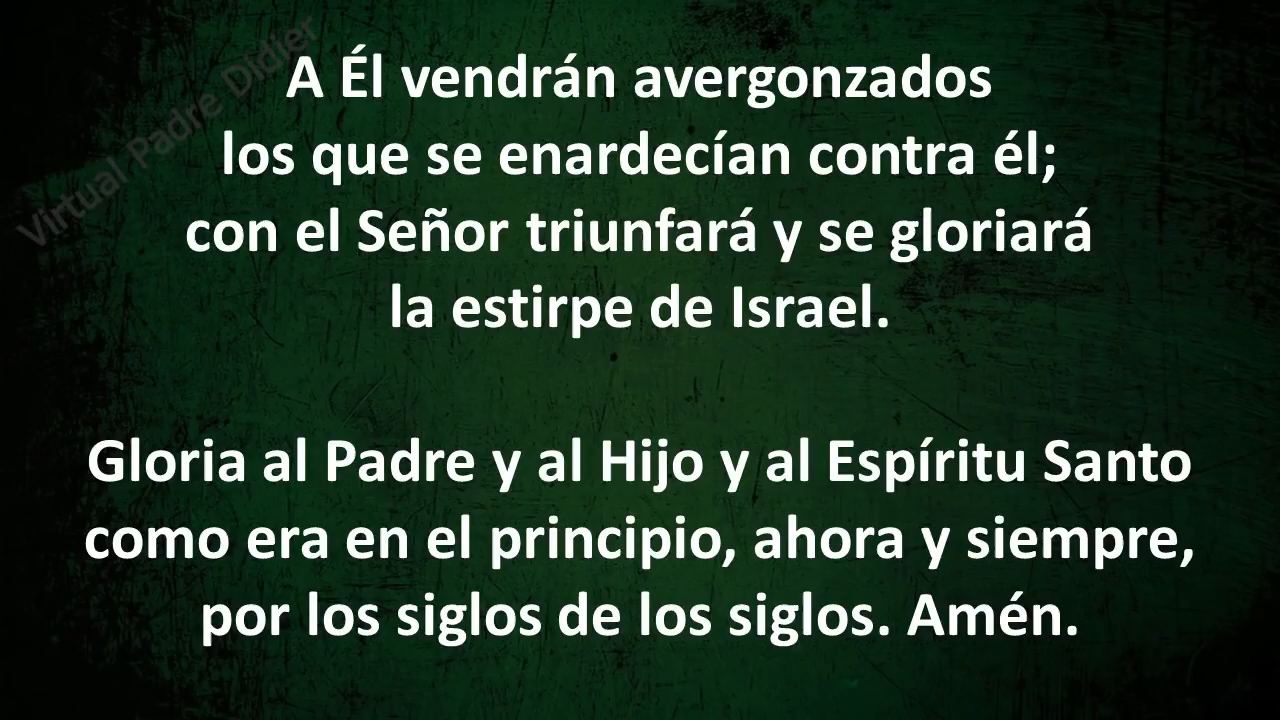 Virtual Padre Didier
A Él vendrán avergonzados
los que se enardecían contra él;
con el Señor triunfará y se gloriará
la estirpe de Israel.
Gloria al Padre y al Hijo y al Espíritu Santo
como era en el principio, ahora y siempre,
por los siglos de los siglos. Amén.